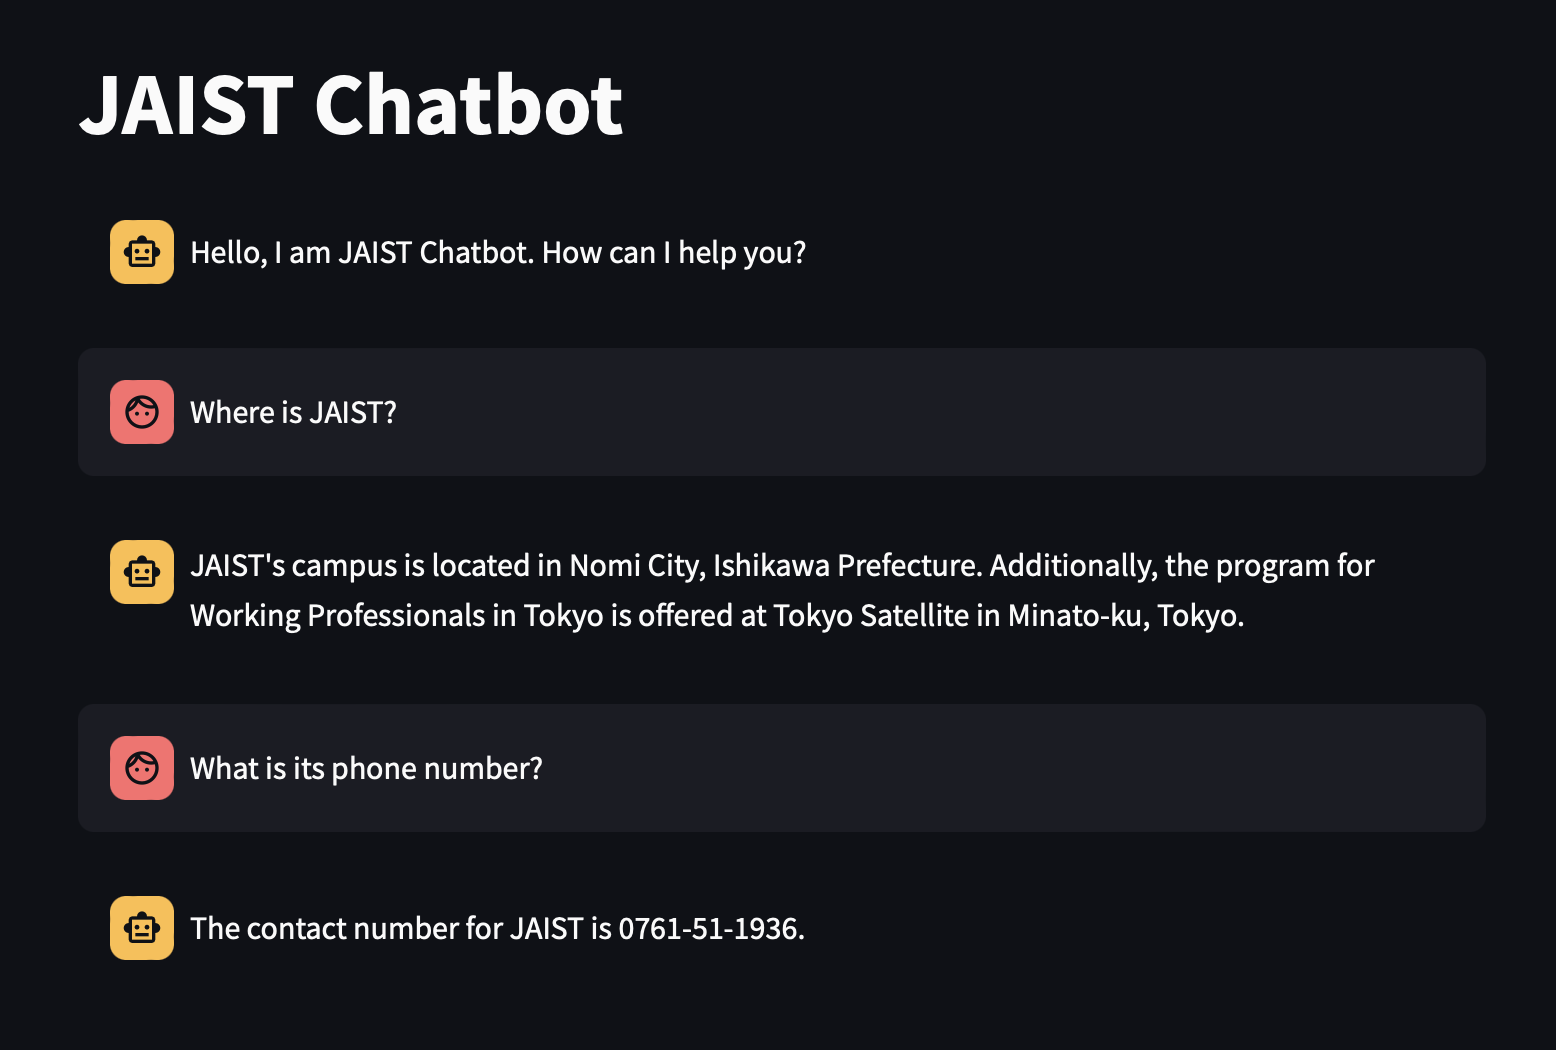 JAIST Chatbot
Hello, I am JAIST Chatbot. How can I help you?
Where is JAIST?
JAIST's campus is located in Nomi City, Ishikawa Prefecture. Additionally, the program for
Working Professionals in Tokyo is offered at Tokyo Satellite in Minato-ku, Tokyo.
What is its phone number?
The contact number for JAIST is 0761-51-1936.